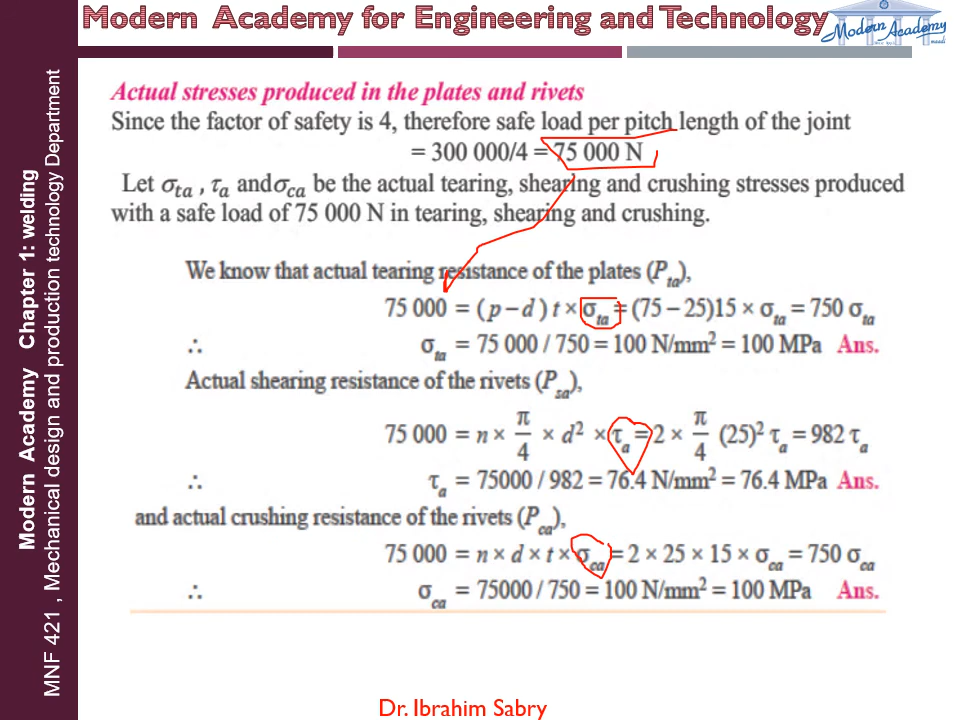 Modern Academy for Engineering and Technology
Modern Academy
maadi
Modern Academy Chapter 1: welding
MNF 421 , Mechanical design and production technology Department
Actual stresses produced in the plates and rivets
Since the factor of safety is 4, therefore safe load per pitch length of the joint
= 300 000/4 = 75 000 N
Let σta , τa andσca be the actual tearing, shearing and crushing stresses produced
with a safe load of 75 000 N in tearing, shearing and crushing.
We know that actual tearing resistance of the plates (Pta),
75 000 = ( p – d ) t × σta = (75 – 25)15 × σta = 750 σta
∴ σta = 75 000 / 750 = 100 N/mm² = 100 MPa Ans.
Actual shearing resistance of the rivets (Psa),
75 000 = n × π/4 × d² × τa = 2 × π/4 (25)² τa = 982 τa
∴ τa = 75000 / 982 = 76.4 N/mm² = 76.4 MPa Ans.
and actual crushing resistance of the rivets (Pca),
75 000 = n × d × t × σca = 2 × 25 × 15 × σca = 750 σca
∴ σca = 75000 / 750 = 100 N/mm² = 100 MPa Ans.
Dr. Ibrahim Sabry